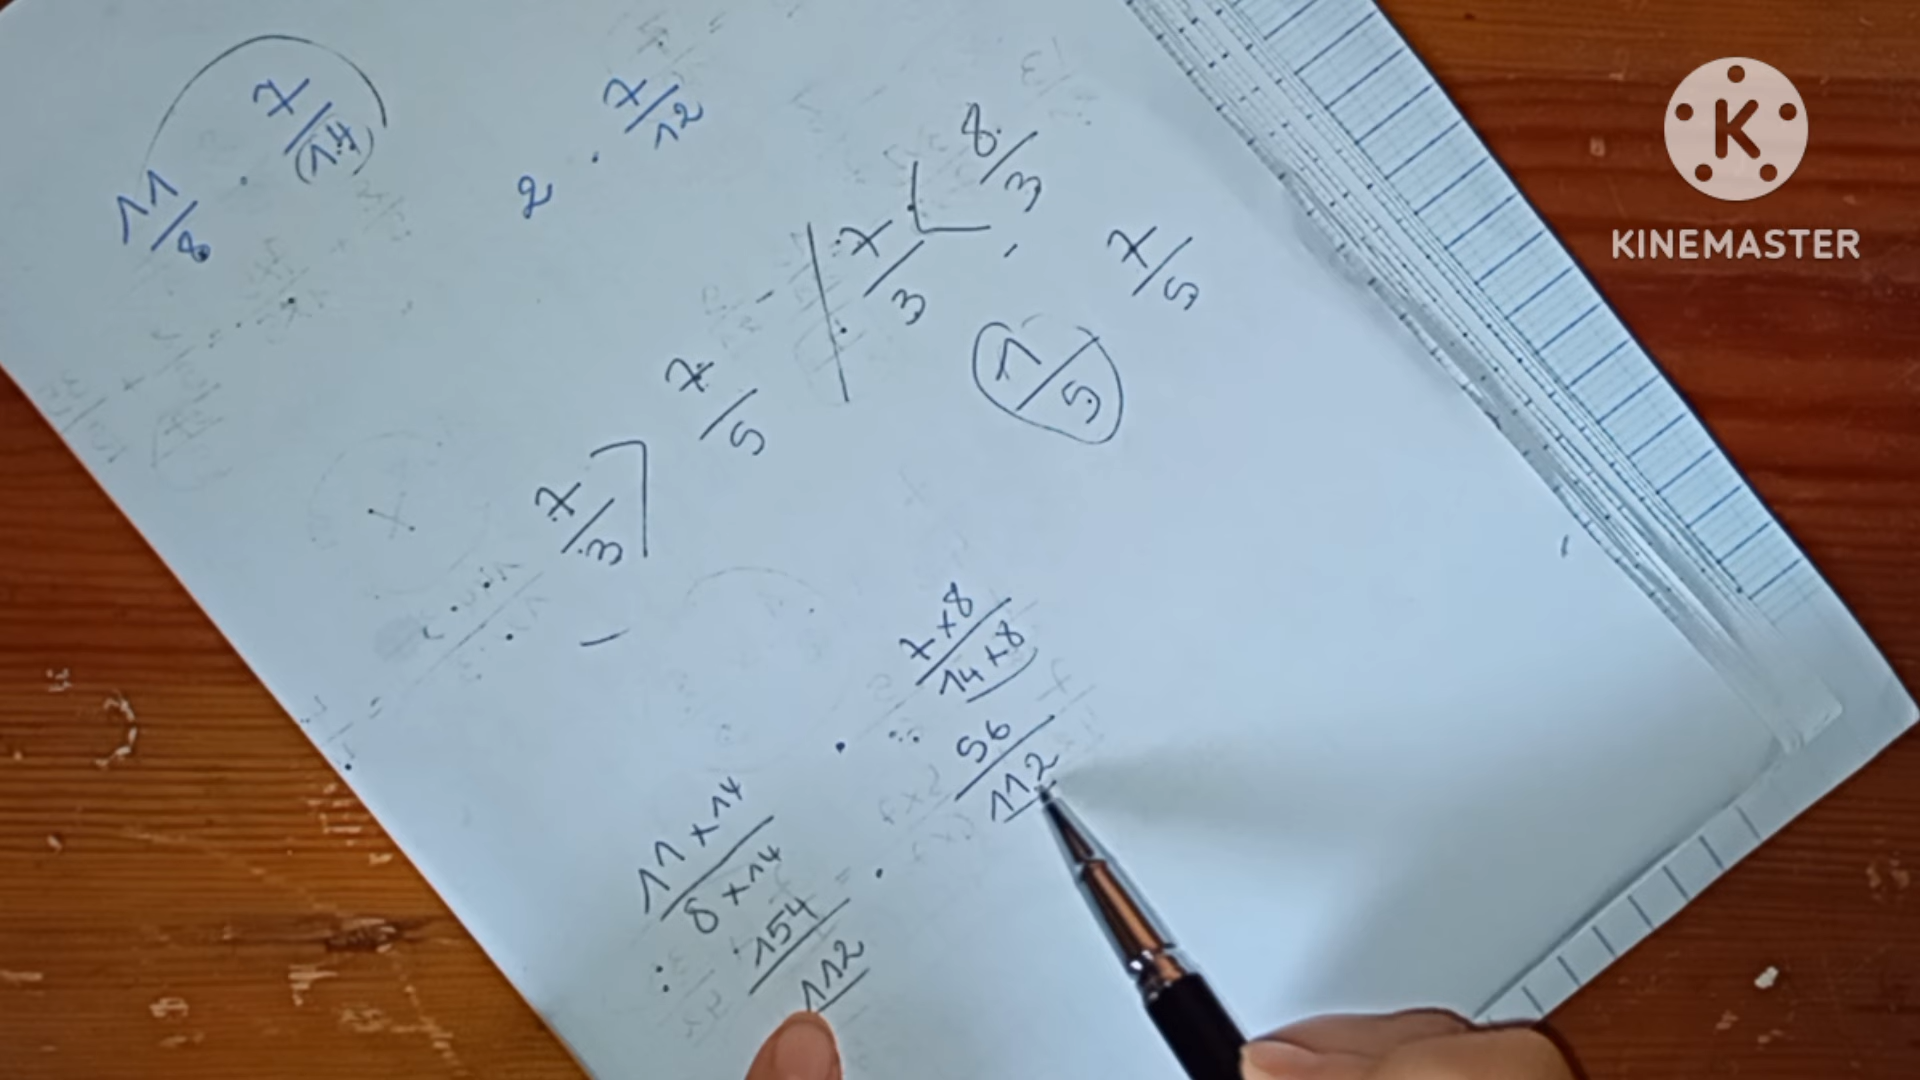 11/8 . 7/(14)
2 . 7/12
7/3 > 7/5
7/3 < 8/3
7/5
7/5
11×14/8×14 . 7×8/14×8
154/112 . 56/112
K
KINEMASTER